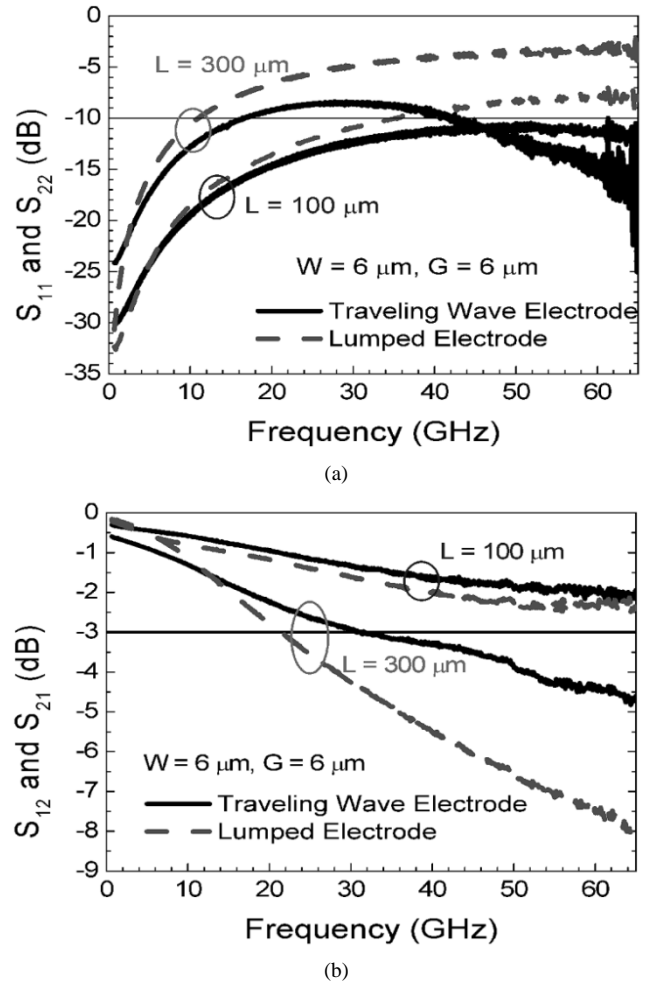 0
-5
-10
-15
-20
-25
-30
-35
S11 and S22 (dB)
L = 300 μm
L = 100 μm
W = 6 μm, G = 6 μm
Traveling Wave Electrode
Lumped Electrode
0 10 20 30 40 50 60
Frequency (GHz)
(a)
0
-1
-2
-3
-4
-5
-6
-7
-8
-9
S12 and S21 (dB)
L = 100 μm
L = 300 μm
W = 6 μm, G = 6 μm
Traveling Wave Electrode
Lumped Electrode
0 10 20 30 40 50 60
Frequency (GHz)
(b)